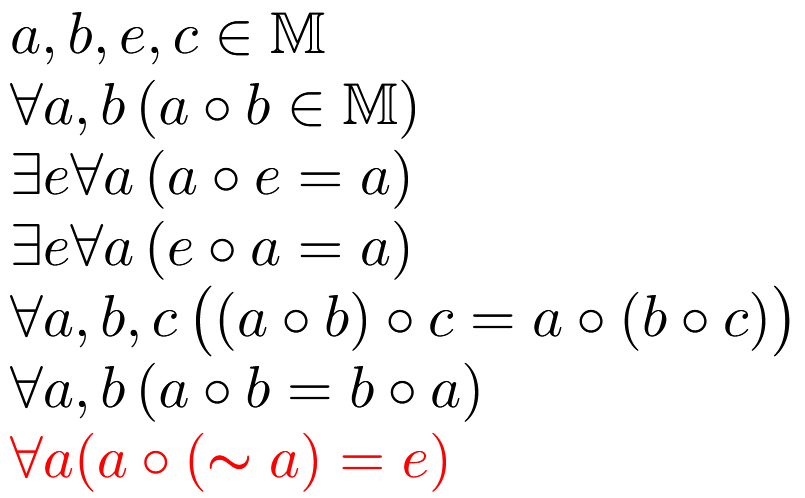 a, b, e, c ∈ 𝕄
∀a, b (a ∘ b ∈ 𝕄)
∃e∀a (a ∘ e = a)
∃e∀a (e ∘ a = a)
∀a, b, c ((a ∘ b) ∘ c = a ∘ (b ∘ c))
∀a, b (a ∘ b = b ∘ a)
∀a(a ∘ (∼ a) = e)